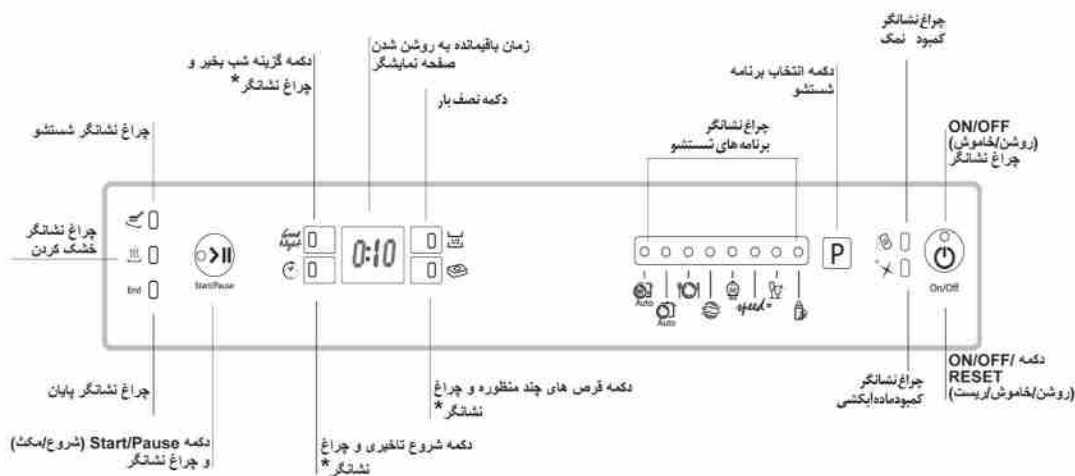 چراغ نشانگر
کمبود نمک
زمان باقیمانده به روشن شدن
صفحه نمایشگر
دکمه گزینه شب بخیر و
چراغ نشانگر*
دکمه انتخاب برنامه
شستشو
دکمه نصف بار
چراغ نشانگر
برنامه های شستشو
ON/OFF
(روشن/خاموش)
چراغ نشانگر
چراغ نشانگر شستشو
چراغ نشانگر
خشک کردن
Good
Night
0:10
P
Start/Pause
End
Auto
Auto
speed
On/Off
چراغ نشانگر پایان
دکمه قرص های چند منظوره و چراغ
نشانگر*
چراغ نشانگر
کمبودماده‌ابکشی
دکمه ON/OFF/
RESET
(روشن/خاموش/ریست)
دکمه Start/Pause (شروع/مکث)
و چراغ نشانگر
دکمه شروع تاخیری و چراغ
نشانگر*